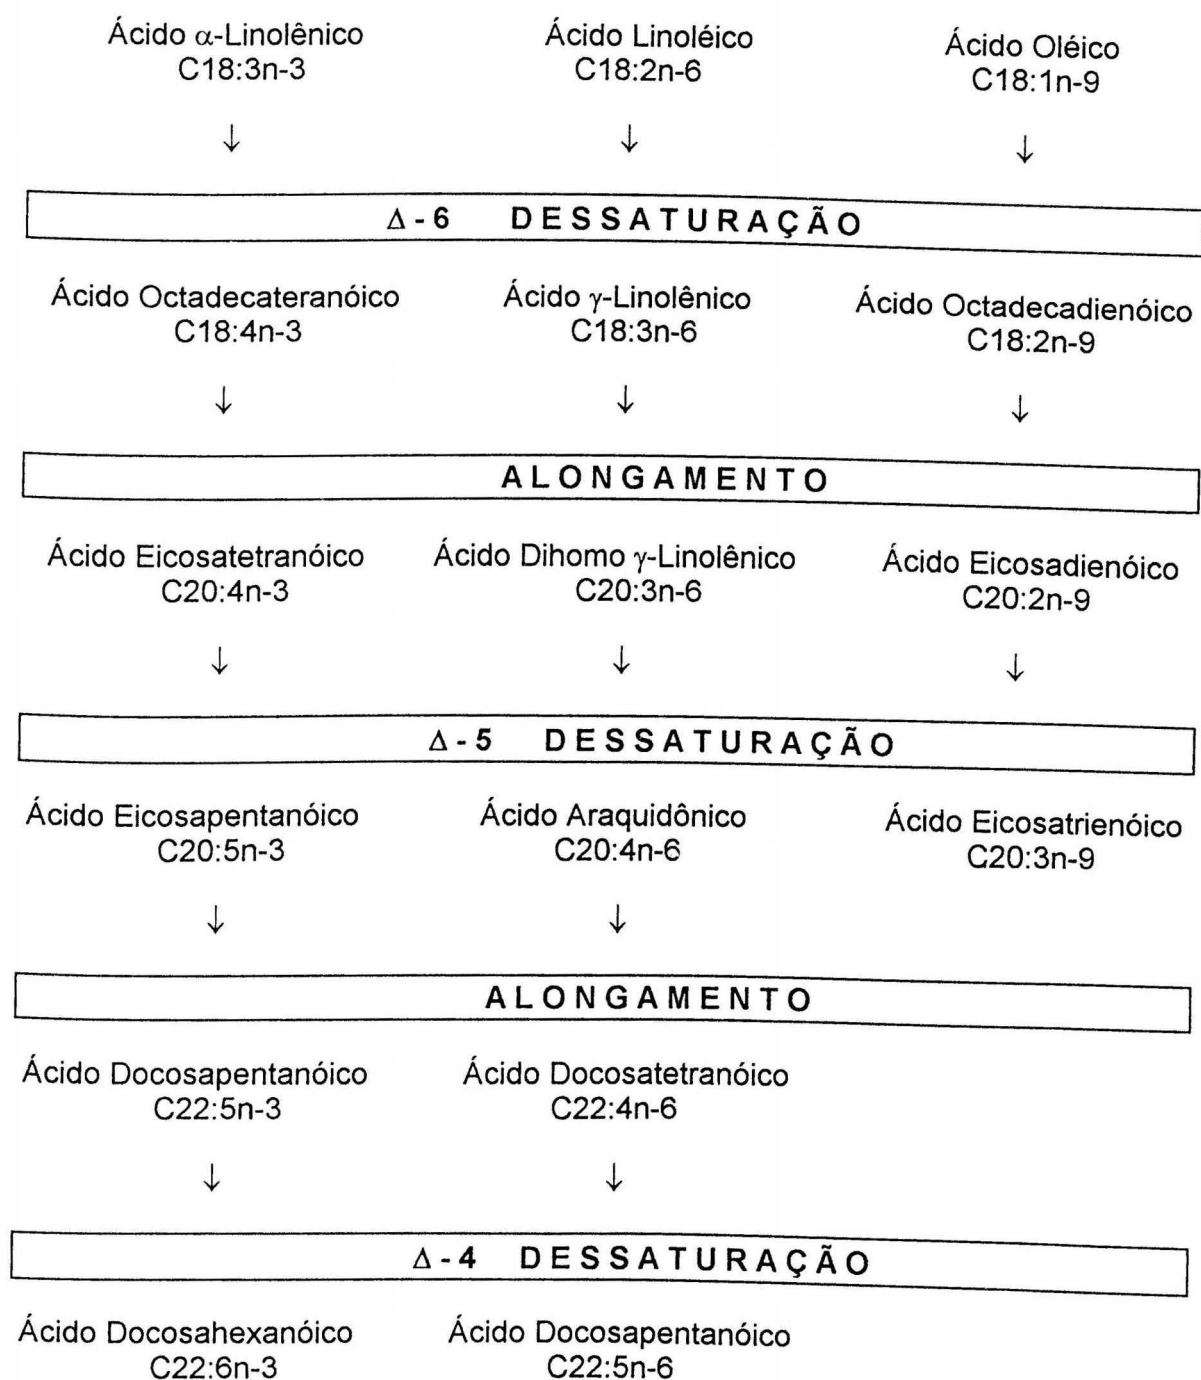 Ácido α-Linolênico
C18:3n-3
Ácido Linoléico
C18:2n-6
Ácido Oléico
C18:1n-9
↓ ↓ ↓
Δ-6 DESSATURAÇÃO
Ácido Octadecateranóico
C18:4n-3
Ácido γ-Linolênico
C18:3n-6
Ácido Octadecadienóico
C18:2n-9
↓ ↓ ↓
ALONGAMENTO
Ácido Eicosatetranóico
C20:4n-3
Ácido Dihomo γ-Linolênico
C20:3n-6
Ácido Eicosadienóico
C20:2n-9
↓ ↓ ↓
Δ-5 DESSATURAÇÃO
Ácido Eicosapentanóico
C20:5n-3
Ácido Araquidônico
C20:4n-6
Ácido Eicosatrienóico
C20:3n-9
↓ ↓
ALONGAMENTO
Ácido Docosapentanóico
C22:5n-3
Ácido Docosatetranóico
C22:4n-6
↓ ↓
Δ-4 DESSATURAÇÃO
Ácido Docosahexanóico
C22:6n-3
Ácido Docosapentanóico
C22:5n-6